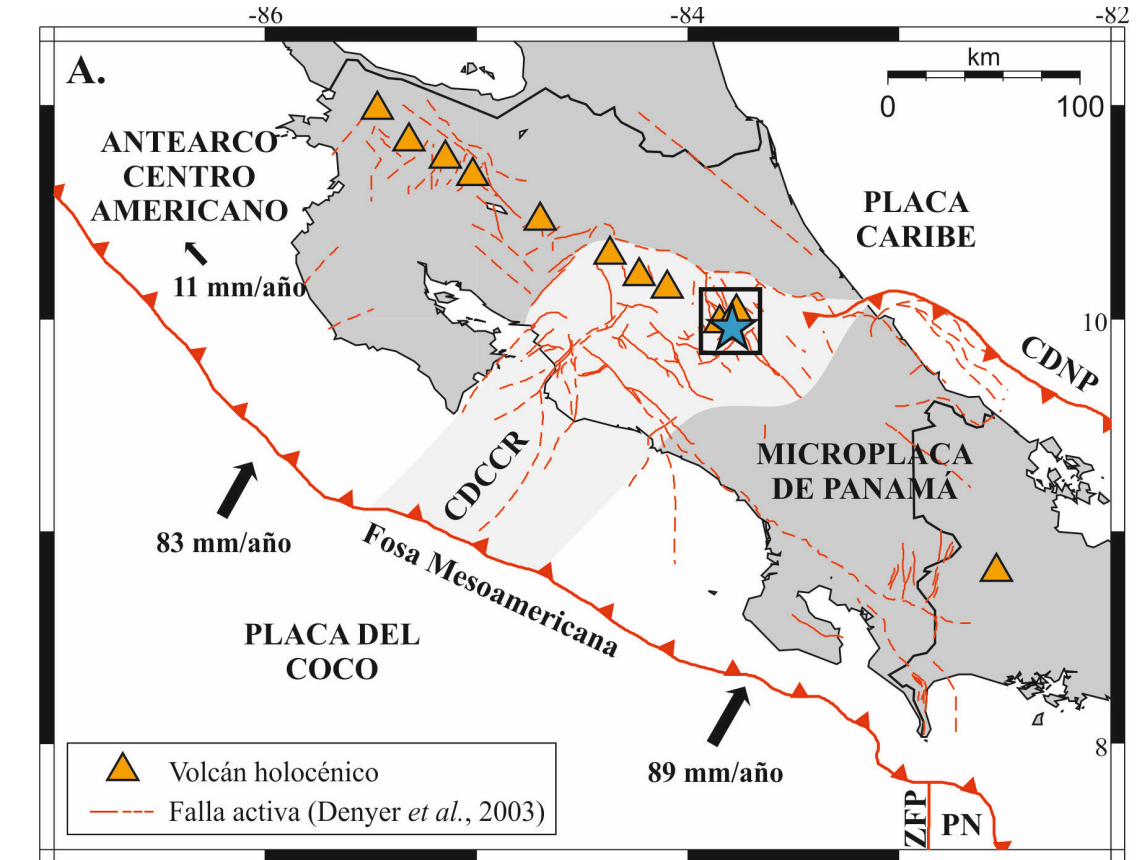 -86
-84
-82
A.
km
0
100
ANTEARCO
CENTRO
AMERICANO
11 mm/año
PLACA
CARIBE
10
CDNP
CDCCR
MICROPLACA
DE PANAMÁ
83 mm/año
Fosa Mesoamericana
PLACA DEL
COCO
89 mm/año
8
Volcán holocénico
Falla activa (Denyer et al., 2003)
ZFP
PN